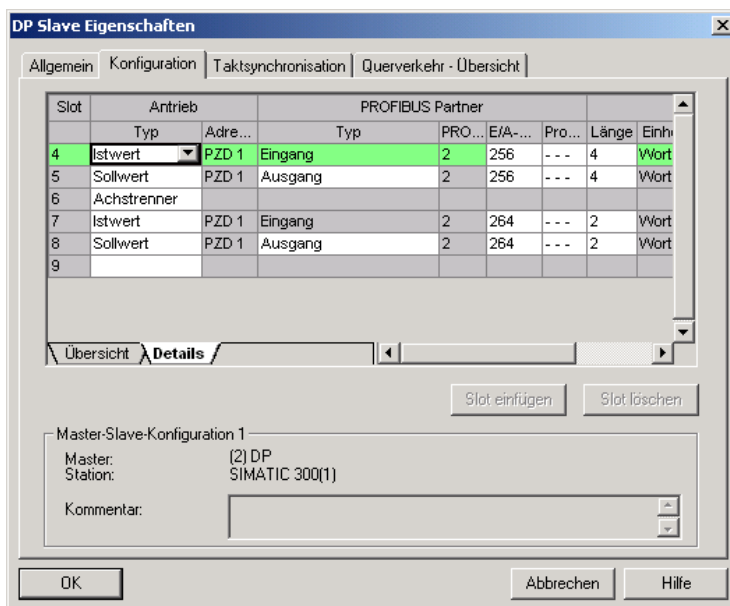 DP Slave Eigenschaften
Allgemein Konfiguration Taktsynchronisation Querverkehr - Übersicht
Slot Antrieb PROFIBUS Partner
Typ Adre... Typ PRO... E/A-... Pro... Länge Einh
4 Istwert PZD 1 Eingang 2 256 - - - 4 Wort
5 Sollwert PZD 1 Ausgang 2 256 - - - 4 Wort
6 Achstrenner
7 Istwert PZD 1 Eingang 2 264 - - - 2 Wort
8 Sollwert PZD 1 Ausgang 2 264 - - - 2 Wort
9
Übersicht Details
Slot einfügen Slot löschen
Master-Slave-Konfiguration 1
Master: (2) DP
Station: SIMATIC 300(1)
Kommentar:
OK Abbrechen Hilfe